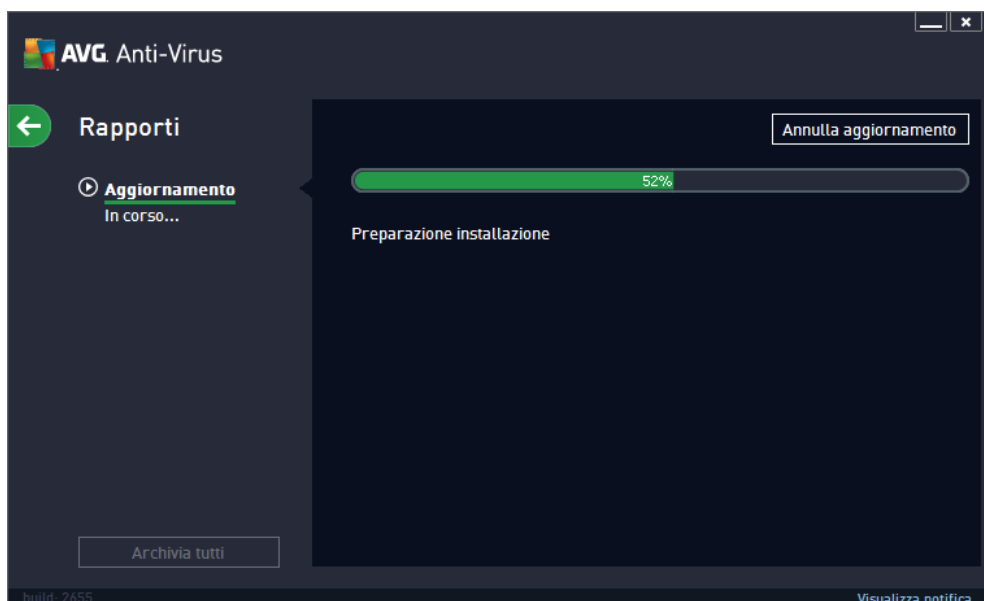 AVG. Anti-Virus
Rapporti
Aggiornamento
In corso...
Annulla aggiornamento
52%
Preparazione installazione
Archivia tutti
build: 2655
Visualizza notifica